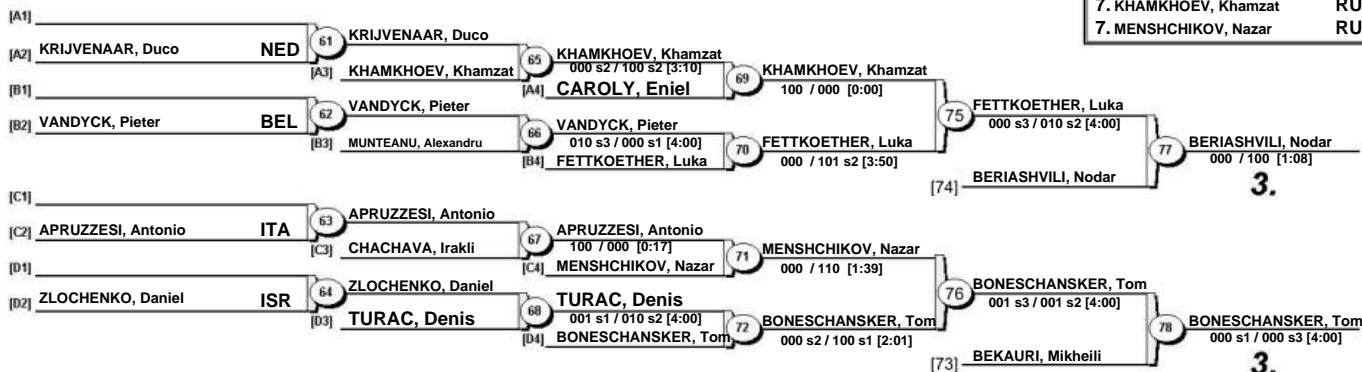 7. KHAMKHOEV, Khamzat RU
7. MENSHCHIKOV, Nazar RU
[A1]
[A2] KRIJVENAAR, Duco NED
61
KRIJVENAAR, Duco
[A3] KHAMKHOEV, Khamzat
65
KHAMKHOEV, Khamzat
000 s2 / 100 s2 [3:10]
[A4] CAROLY, Eniel
69
KHAMKHOEV, Khamzat
100 / 000 [0:00]
[B1]
[B2] VANDYCK, Pieter BEL
62
VANDYCK, Pieter
[B3] MUNTEANU, Alexandru
66
VANDYCK, Pieter
010 s3 / 000 s1 [4:00]
[B4] FETTKOETHER, Luka
70
FETTKOETHER, Luka
000 / 101 s2 [3:50]
75
FETTKOETHER, Luka
000 s3 / 010 s2 [4:00]
[74] BERIASHVILI, Nodar
77
BERIASHVILI, Nodar
000 / 100 [1:08]
3.
[C1]
[C2] APRUZZESI, Antonio ITA
63
APRUZZESI, Antonio
[C3] CHACHAVA, Irakli
67
APRUZZESI, Antonio
100 / 000 [0:17]
[C4] MENSHCHIKOV, Nazar
71
MENSHCHIKOV, Nazar
000 / 110 [1:39]
[D1]
[D2] ZLOCHENKO, Daniel ISR
64
ZLOCHENKO, Daniel
[D3] TURAC, Denis
68
TURAC, Denis
001 s1 / 010 s2 [4:00]
[D4] BONESCHANSKER, Tom
72
BONESCHANSKER, Tom
000 s2 / 100 s1 [2:01]
76
BONESCHANSKER, Tom
001 s3 / 001 s2 [4:00]
[73] BEKAURI, Mikheili
78
BONESCHANSKER, Tom
000 s1 / 000 s3 [4:00]
3.